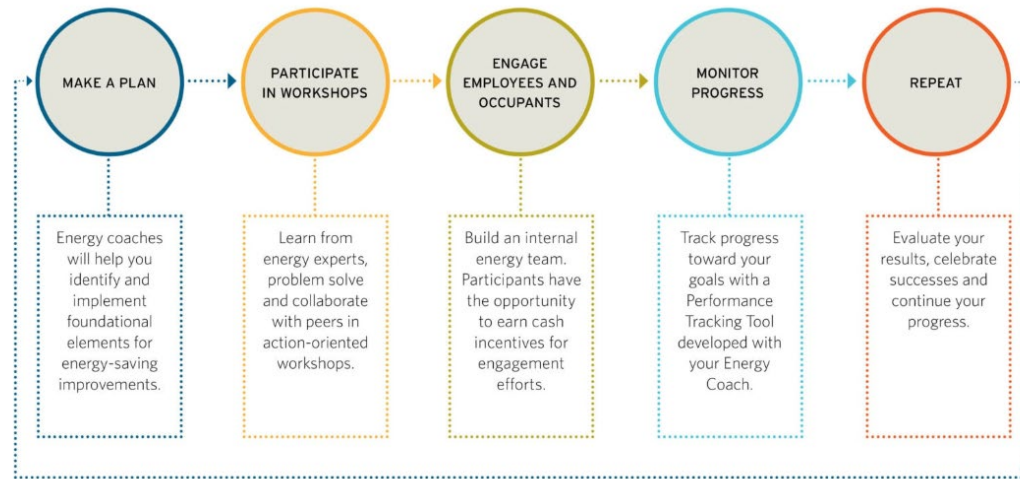 MAKE A PLAN
PARTICIPATE
IN WORKSHOPS
ENGAGE
EMPLOYEES AND
OCCUPANTS
MONITOR
PROGRESS
REPEAT
Energy coaches
will help you
identify and
implement
foundational
elements for
energy-saving
improvements.
Learn from
energy experts,
problem solve
and collaborate
with peers in
action-oriented
workshops.
Build an internal
energy team.
Participants have
the opportunity
to earn cash
incentives for
engagement
efforts.
Track progress
toward your
goals with a
Performance
Tracking Tool
developed with
your Energy
Coach.
Evaluate your
results, celebrate
successes and
continue your
progress.